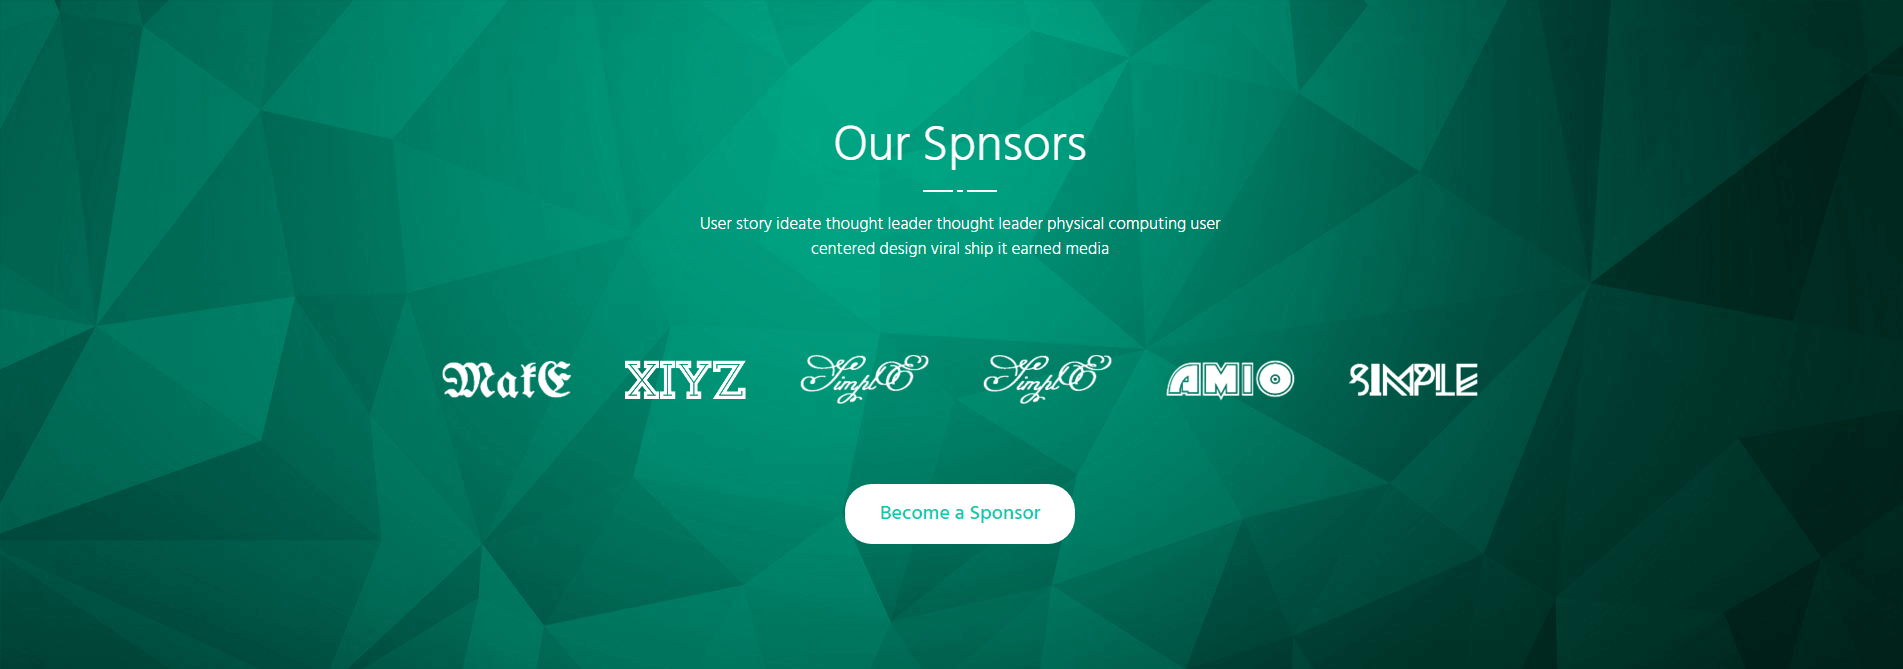 Our Spnsors
User story ideate thought leader thought leader physical computing user
centered design viral ship it earned media
MakE XIYZ SimplE SimplE AMIO SIMPLE
Become a Sponsor